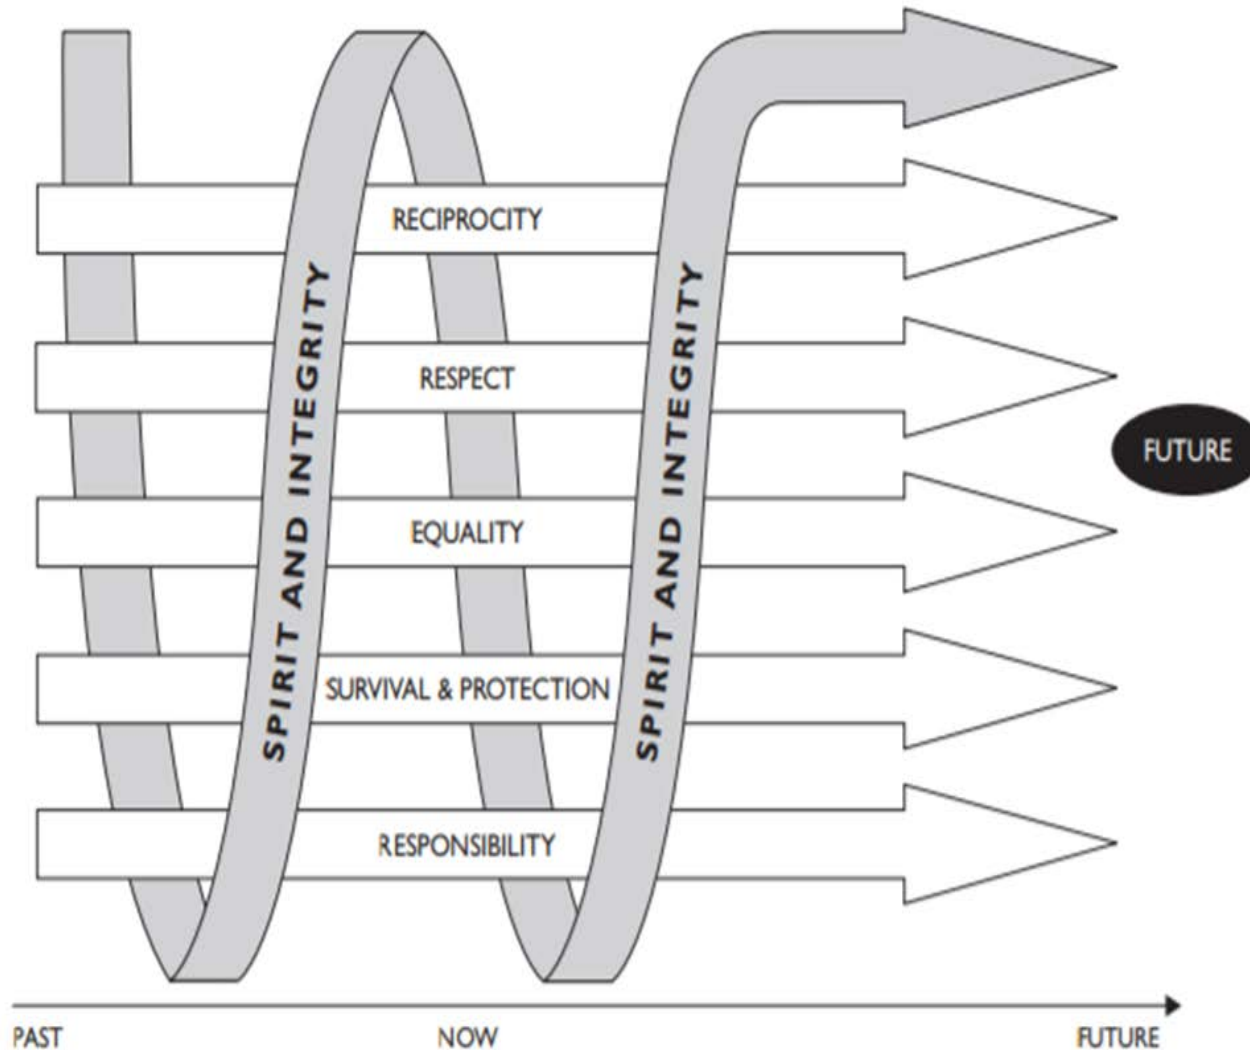 RECIPROCITY
SPIRIT AND INTEGRITY
SPIRIT AND INTEGRITY
RESPECT
FUTURE
EQUALITY
SURVIVAL & PROTECTION
RESPONSIBILITY
PAST
NOW
FUTURE